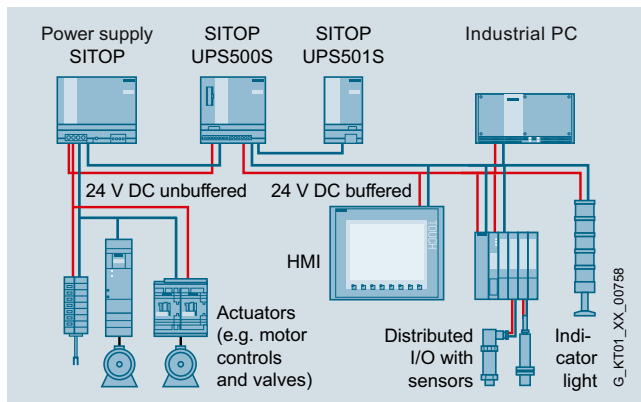 Power supply
SITOP
SITOP
UPS500S
SITOP
UPS501S
Industrial PC
24 V DC unbuffered
24 V DC buffered
TOUCH
HMI
Actuators
(e.g. motor
controls
and valves)
Distributed
I/O with
sensors
Indi-
cator
light
G_KT01_XX_00758